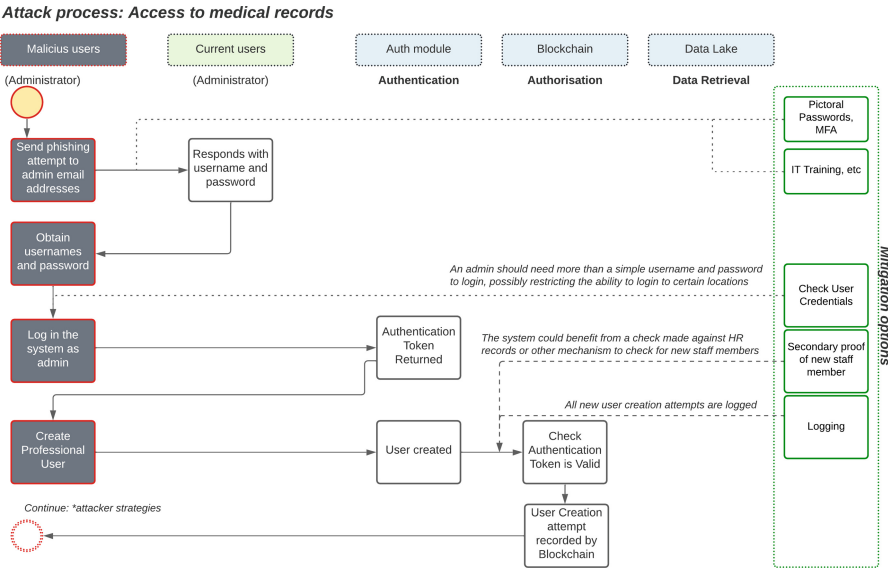 Attack process: Access to medical records
Malicius users
Current users
Auth module
Blockchain
Data Lake
(Administrator)
(Administrator)
Authentication
Authorisation
Data Retrieval
Pictoral
Passwords,
MFA
Send phishing
attempt to
admin email
addresses
Responds with
username and
password
IT Training, etc
Obtain
usernames
and password
Mitigation options
An admin should need more than a simple username and password
to login, possibly restricting the ability to login to certain locations
Check User
Credentials
Log in the
system as
admin
Authentication
Token
Returned
The system could benefit from a check made against HR
records or other mechanism to check for new staff members
Secondary proof
of new staff
member
All new user creation attempts are logged
Logging
Create
Professional
User
User created
Check
Authentication
Token is Valid
Continue: *attacker strategies
User Creation
attempt
recorded by
Blockchain